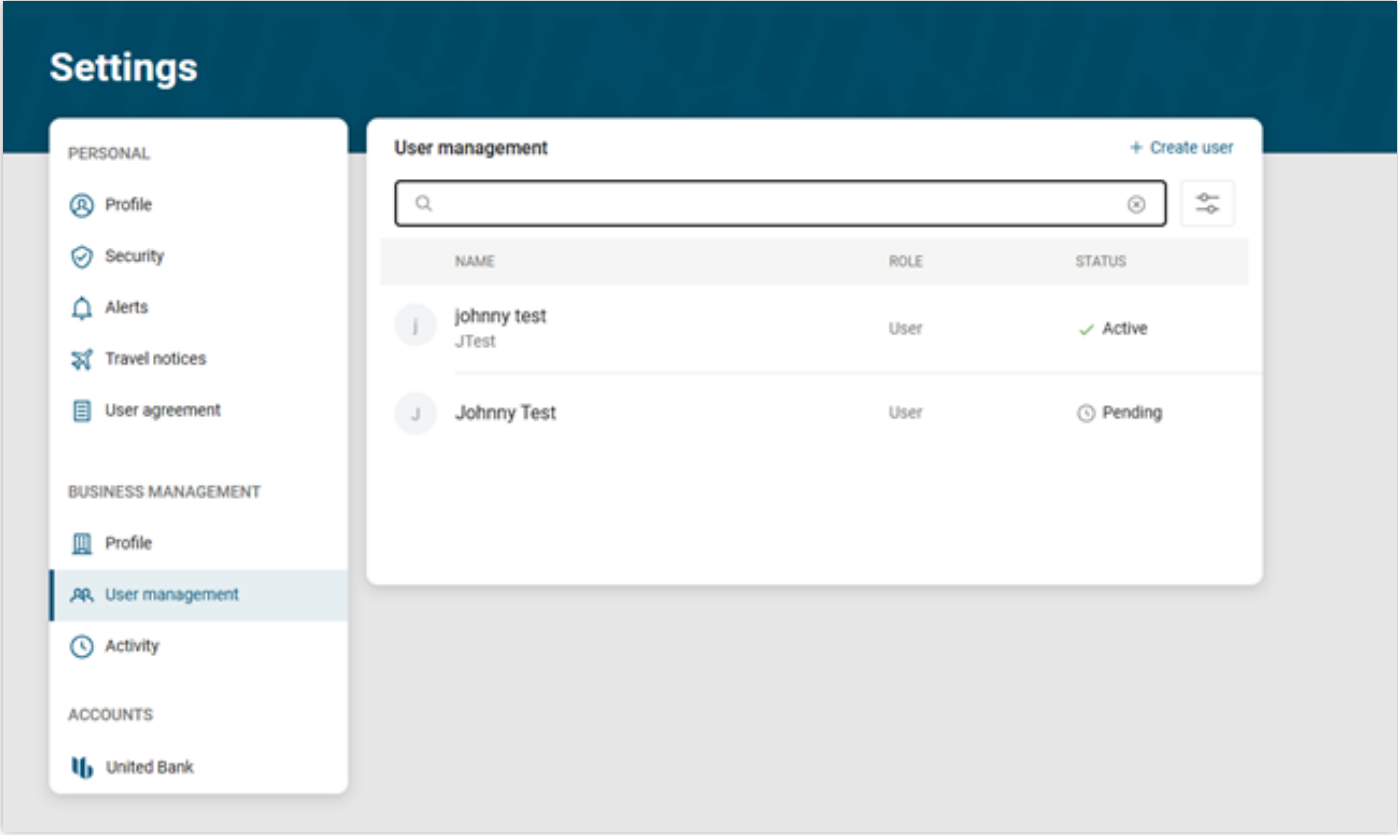 Settings
PERSONAL
Profile
Security
Alerts
Travel notices
User agreement
BUSINESS MANAGEMENT
Profile
User management
Activity
ACCOUNTS
United Bank
User management
+ Create user
NAME ROLE STATUS
j johnny test User Active
JTest
J Johnny Test User Pending